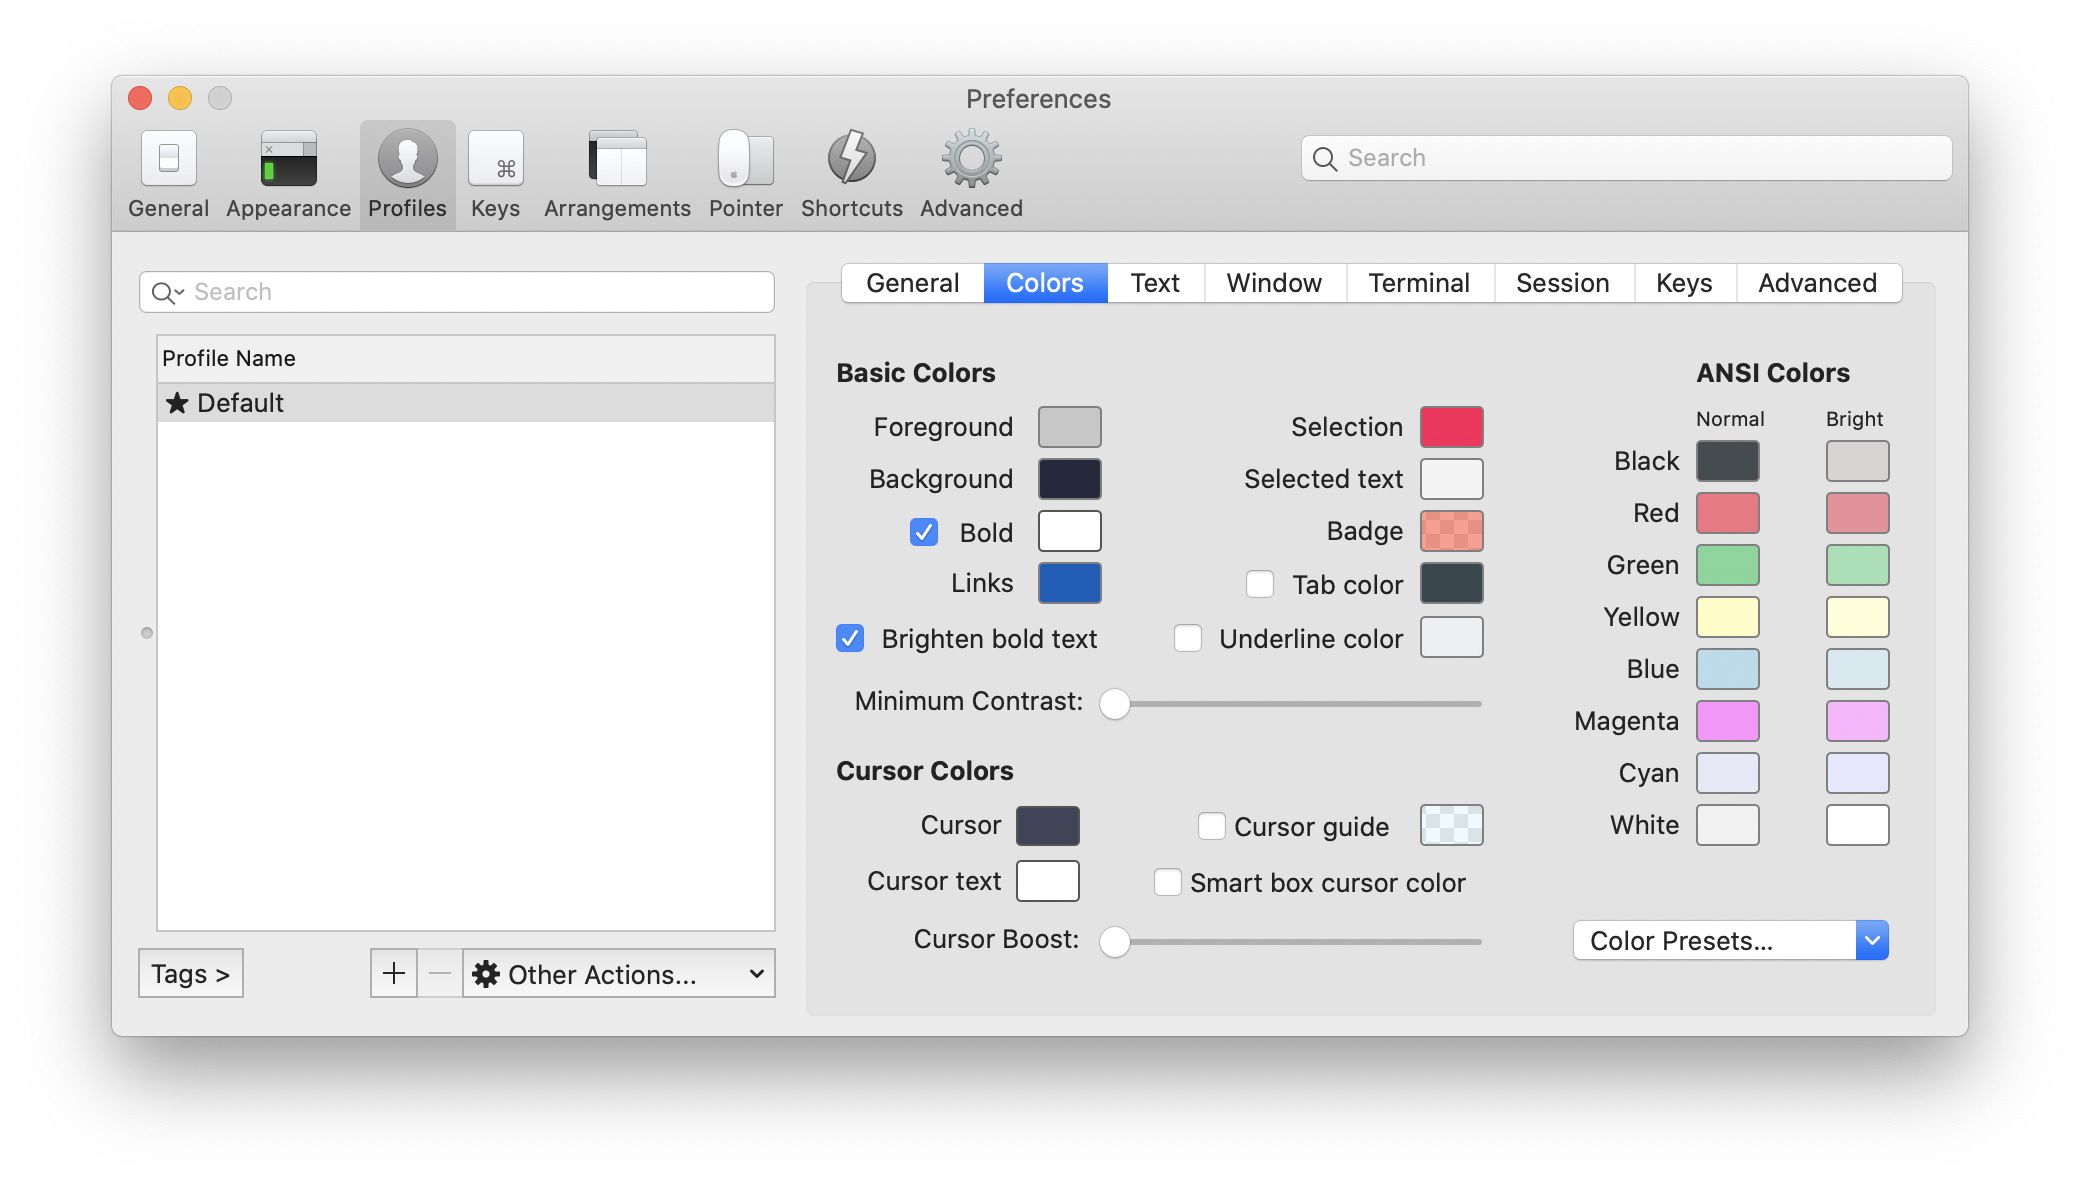 Preferences
General Appearance Profiles Keys Arrangements Pointer Shortcuts Advanced
Search
Search
Profile Name
★ Default
Tags >
+ — Other Actions...
General Colors Text Window Terminal Session Keys Advanced
Basic Colors
Foreground
Background
Bold
Links
Brighten bold text
Selection
Selected text
Badge
Tab color
Underline color
Minimum Contrast:
Cursor Colors
Cursor
Cursor text
Cursor guide
Smart box cursor color
Cursor Boost:
ANSI Colors
Normal Bright
Black
Red
Green
Yellow
Blue
Magenta
Cyan
White
Color Presets...